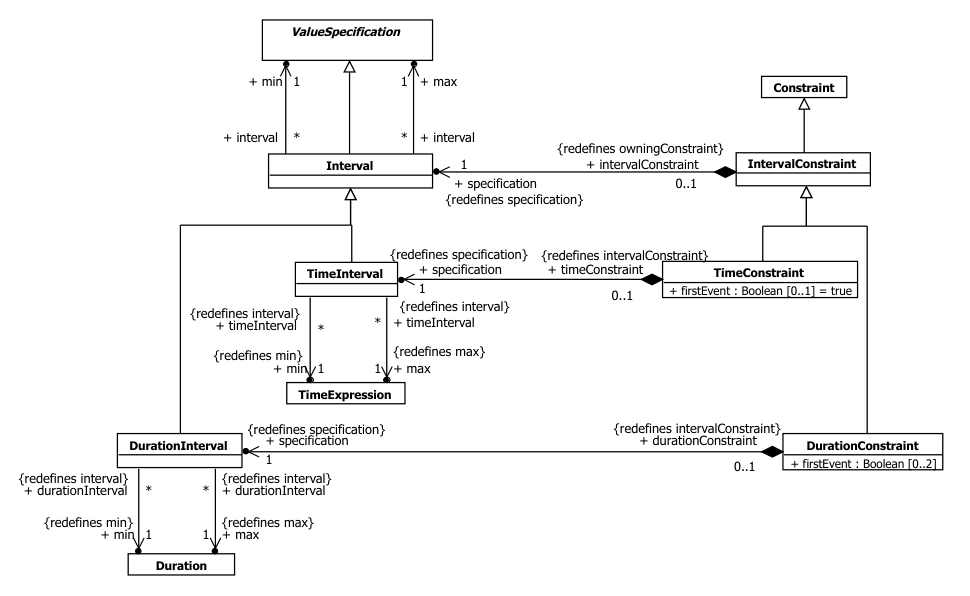 ValueSpecification
+ min
1
1
+ max
Constraint
+ interval
*
*
+ interval
{redefines owningConstraint}
+ intervalConstraint
Interval
1
IntervalConstraint
+ specification
0..1
{redefines specification}
{redefines specification}
+ specification
{redefines intervalConstraint}
+ timeConstraint
TimeInterval
1
0..1
TimeConstraint
+ firstEvent : Boolean [0..1] = true
{redefines interval}
+ timeInterval
*
*
{redefines interval}
+ timeInterval
{redefines min}
+ min
1
1
{redefines max}
+ max
TimeExpression
{redefines specification}
+ specification
{redefines intervalConstraint}
+ durationConstraint
DurationInterval
1
0..1
DurationConstraint
+ firstEvent : Boolean [0..2]
{redefines interval}
+ durationInterval
*
*
{redefines interval}
+ durationInterval
{redefines min}
+ min
1
1
{redefines max}
+ max
Duration